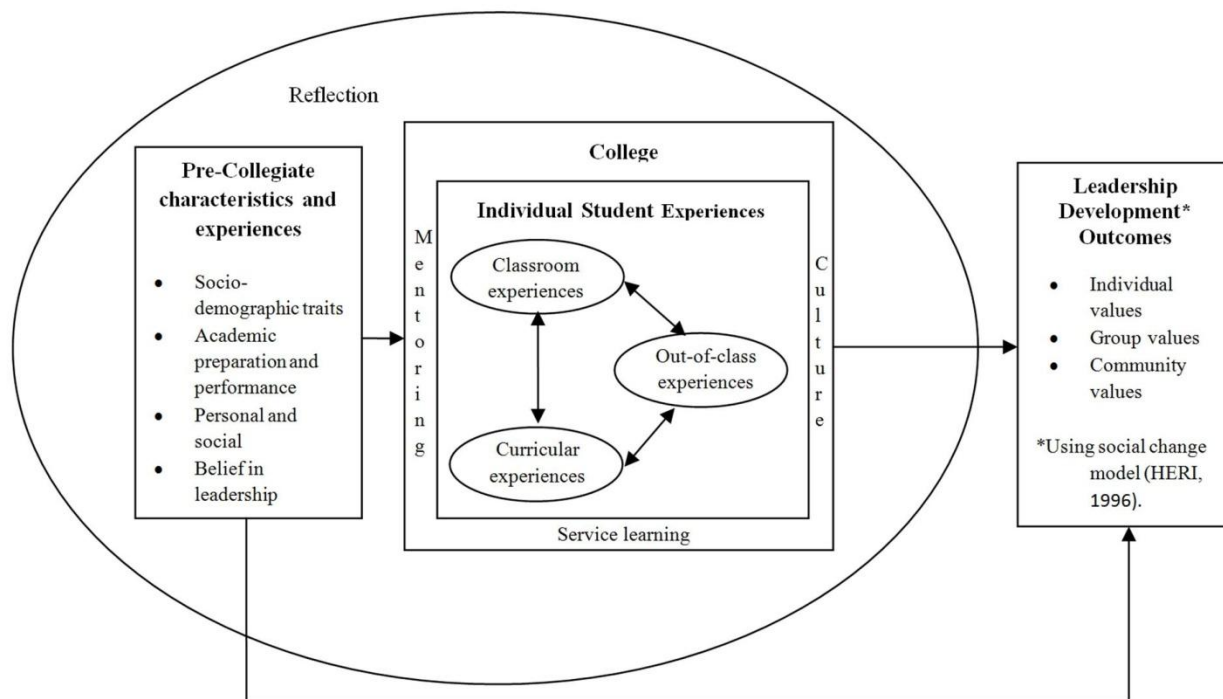 Reflection
Pre-Collegiate
characteristics and
experiences
• Socio-
demographic traits
• Academic
preparation and
performance
• Personal and
social
• Belief in
leadership
College
Mentoring
Individual Student Experiences
Classroom
experiences
Out-of-class
experiences
Curricular
experiences
Cultture
Service learning
Leadership
Development*
Outcomes
• Individual
values
• Group values
• Community
values
*Using social change
model (HERI,
1996).